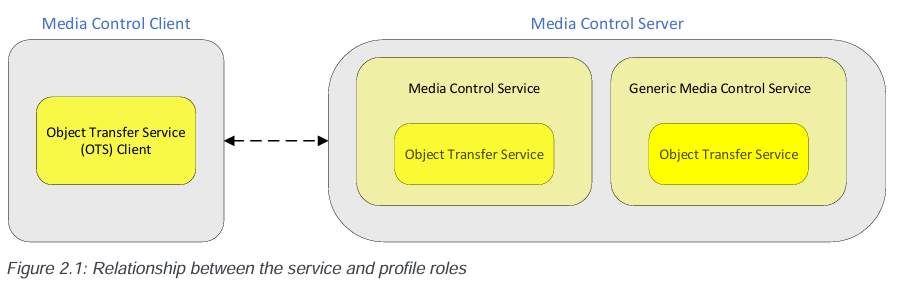 Media Control Client
Media Control Server
Media Control Service
Generic Media Control Service
Object Transfer Service
(OTS) Client
Object Transfer Service
Object Transfer Service
Figure 2.1: Relationship between the service and profile roles